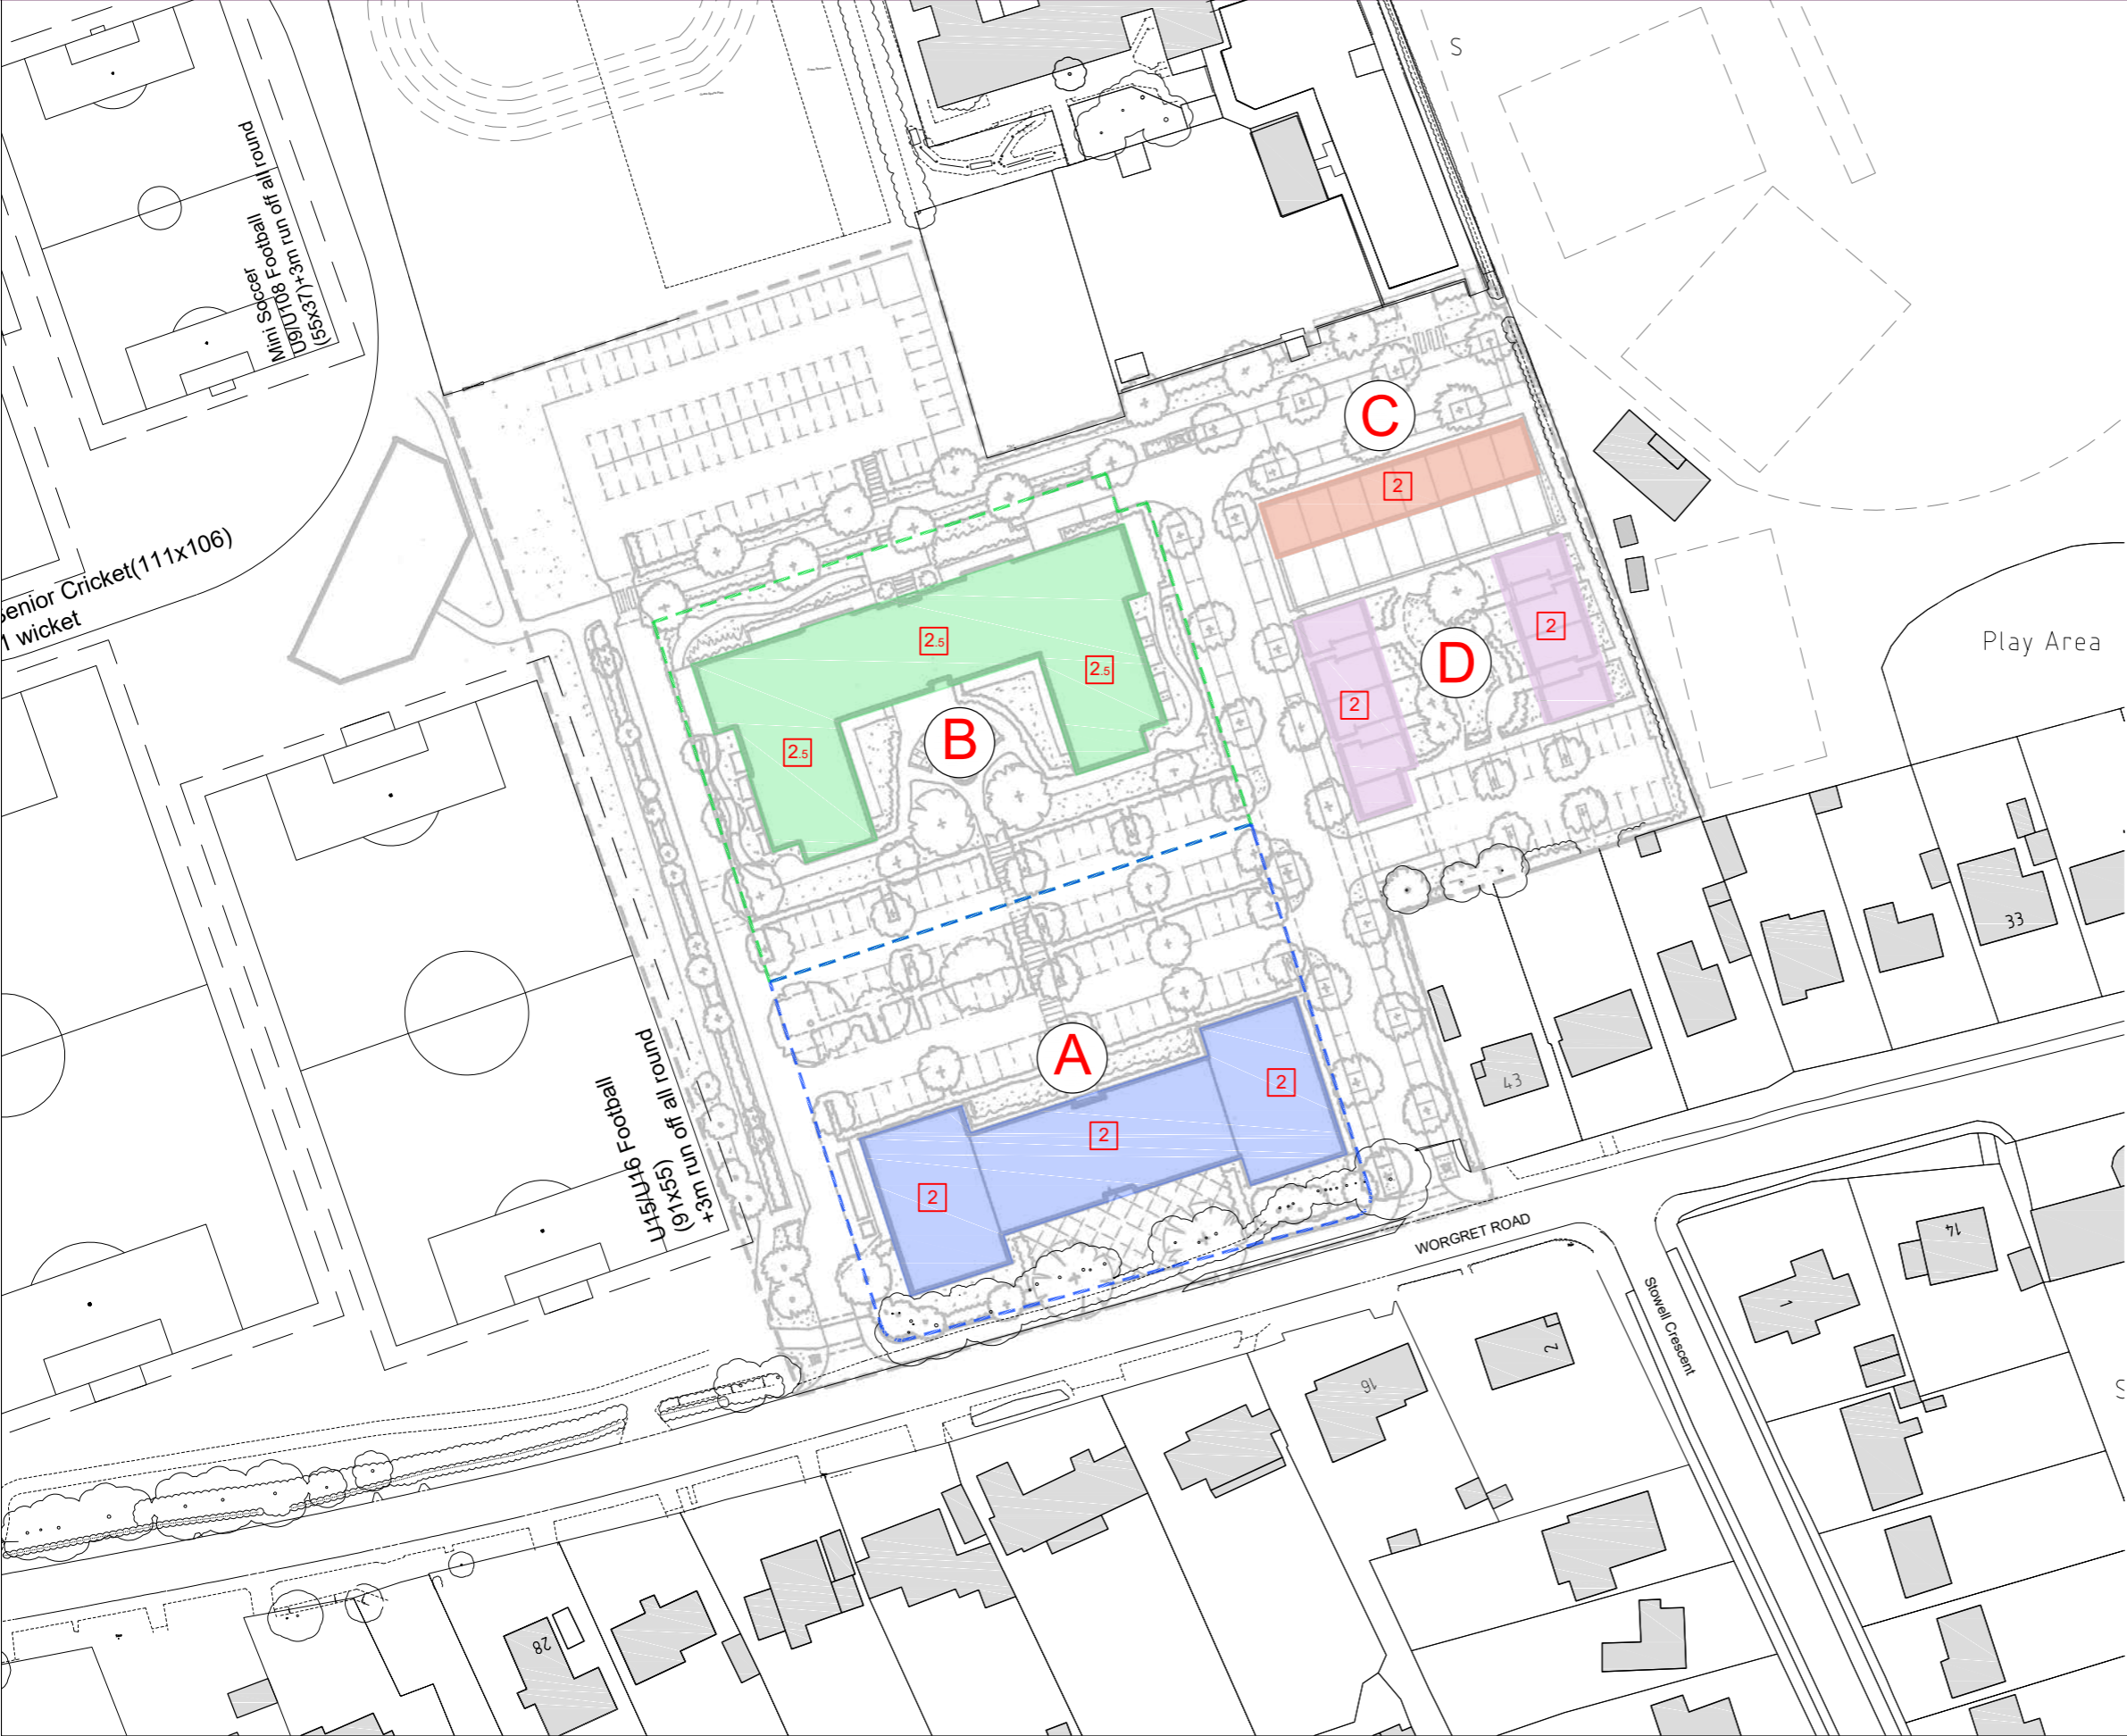 S
Mini Soccer
U9/U108 Football
(55x37)+3m run off all round
C
2
Senior Cricket(111x106)
1 wicket
2.5
2
Play Area
D
2.5
2
B
2.5
33
A
2
43
2
U15/U16 Football
(91x55)
+3m run off all round
2
WORGRET ROAD
14
1
Stowell Crescent
2
16
S
28